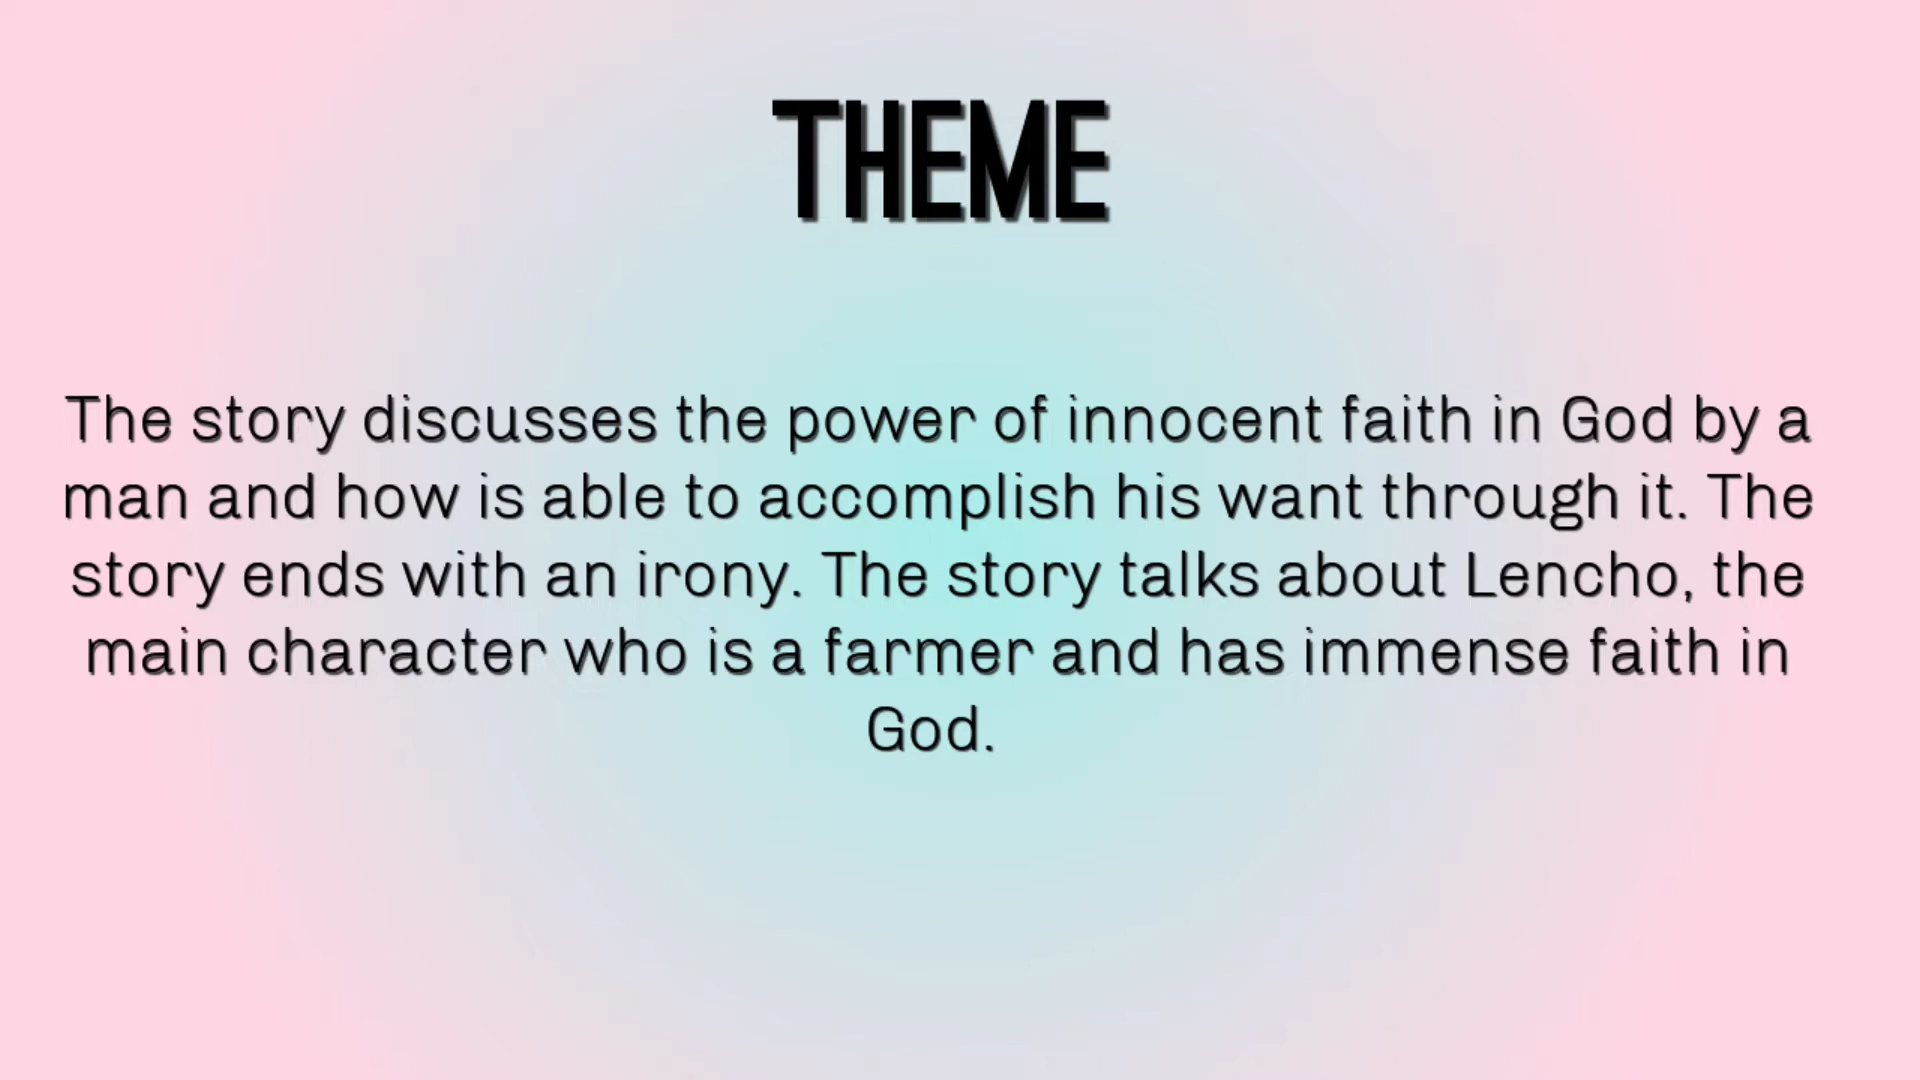 THEME
The story discusses the power of innocent faith in God by a
man and how is able to accomplish his want through it. The
story ends with an irony. The story talks about Lencho, the
main character who is a farmer and has immense faith in
God.